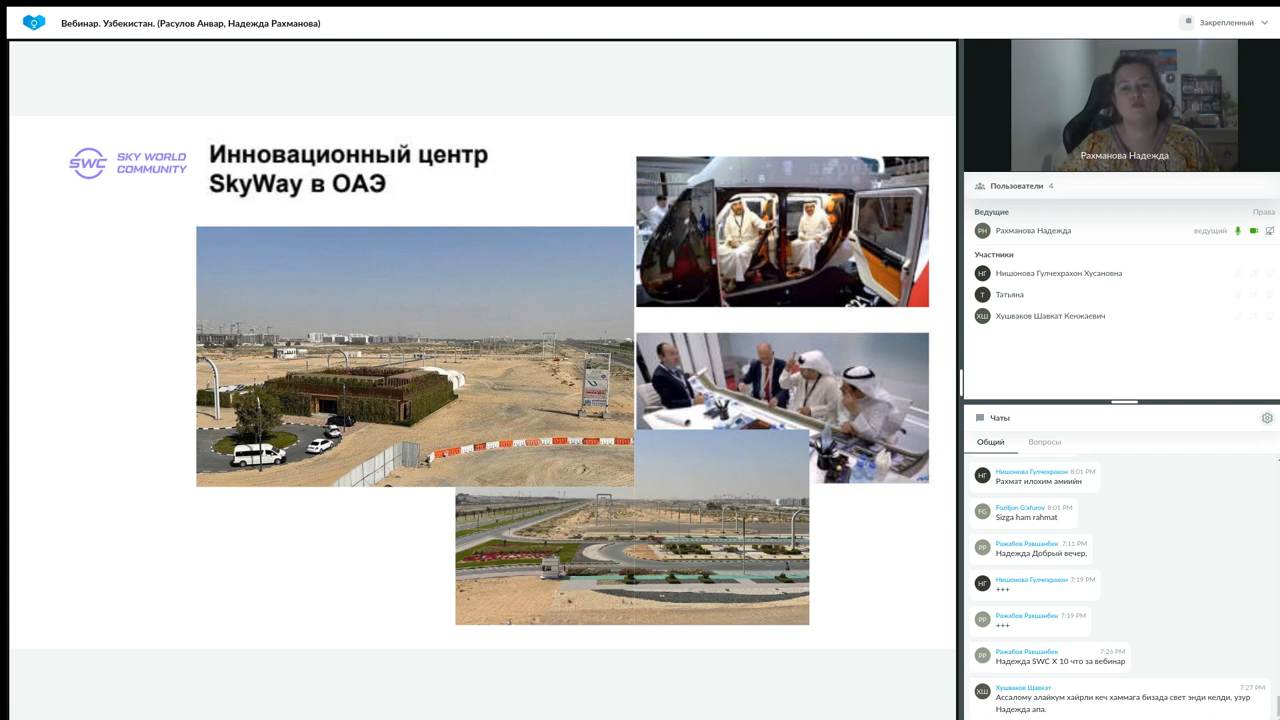 Вебинар. Узбекистан. (Расулов Анвар, Надежда Рахманова)
Закрепленный
SWC
SKY WORLD
COMMUNITY
Инновационный центр
SkyWay в ОАЭ
Рахманова Надежда
Пользователи 4
Ведущие
Права
РН
Рахманова Надежда
ведущий
Участники
НГ
Нишонова Гулчехрахон Хусановна
Т
Татьяна
ХШ
Хушваков Шавкат Кенжаевич
Чаты
Общий
Вопросы
НГ
Нишонова Гулчехрахон 8:01 PM
Рахмат илохим амиийн
FG
Foziljon G'afurov 8:01 PM
Sizga ham rahmat
РР
Ражабов Равшанбек 7:11 PM
Надежда Добрый вечер,
НГ
Нишонова Гулчехрахон 7:19 PM
+++
РР
Ражабов Равшанбек 7:19 PM
+++
РР
Ражабов Равшанбек 7:26 PM
Надежда SWC X 10 что за вебинар
ХШ
Хушваков Шавкат 7:27 PM
Ассалому алайкум хайрли кеч хаммага бизада свет энди келди, узур
Надежда апа.